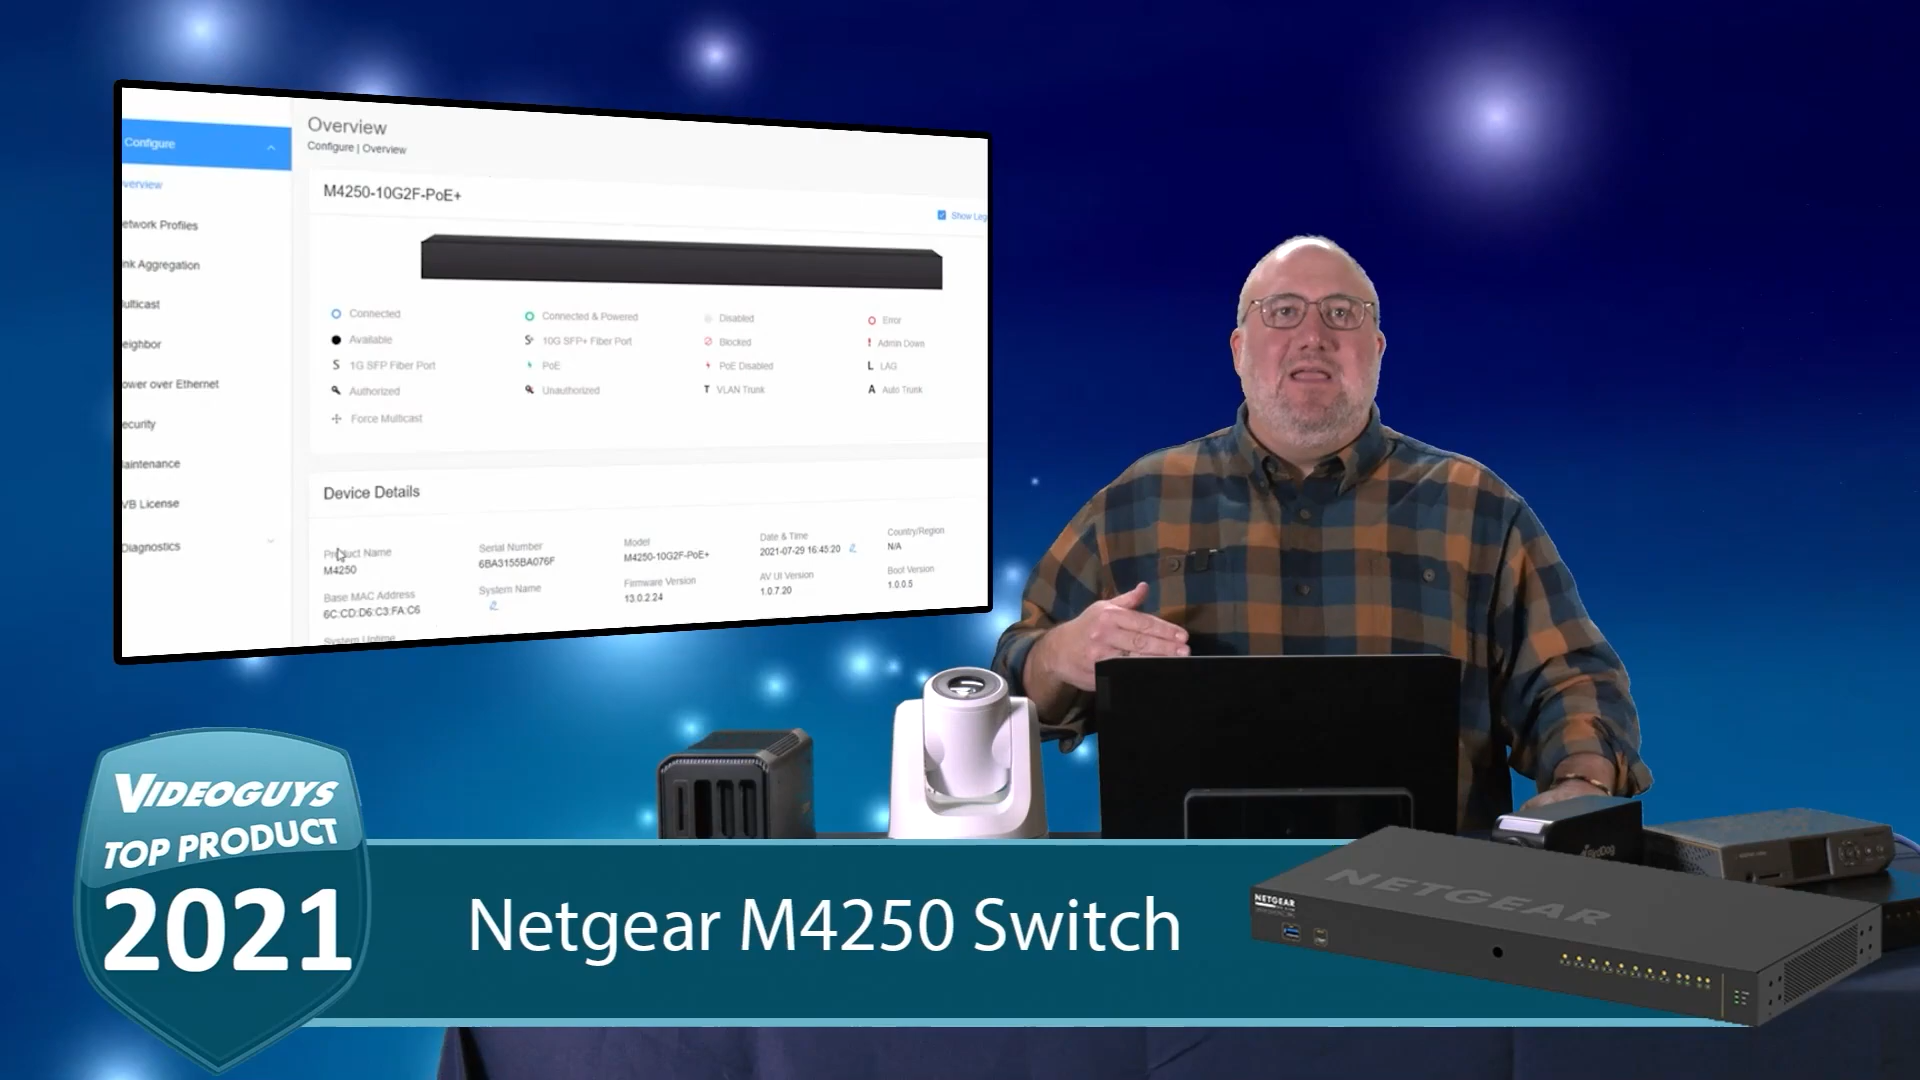 Overview
Configure | Overview
Configure
verview
etwork Profiles
nk Aggregation
ulticast
eighbor
ower over Ethernet
ecurity
aintenance
VB License
Diagnostics
M4250-10G2F-PoE+
Show Leg
Connected
Connected & Powered
Disabled
Error
Available
S+ 10G SFP+ Fiber Port
Blocked
! Admin Down
S 1G SFP Fiber Port
PoE
PoE Disabled
L LAG
Authorized
Unauthorized
T VLAN Trunk
A Auto Trunk
Force Multicast
Device Details
Product Name
M4250
Serial Number
6BA3155BA076F
Model
M4250-10G2F-PoE+
Date & Time
2021-07-29 16:45:20
Country/Region
N/A
Base MAC Address
6C:CD:D6:C3:FA:C6
System Name
Firmware Version
13.0.2.24
AV UI Version
1.0.7.20
Boot Version
1.0.0.5
System Uptime
VIDEOGUYS
TOP PRODUCT
2021
Netgear M4250 Switch
NETGEAR
NETGEAR
BirdDog